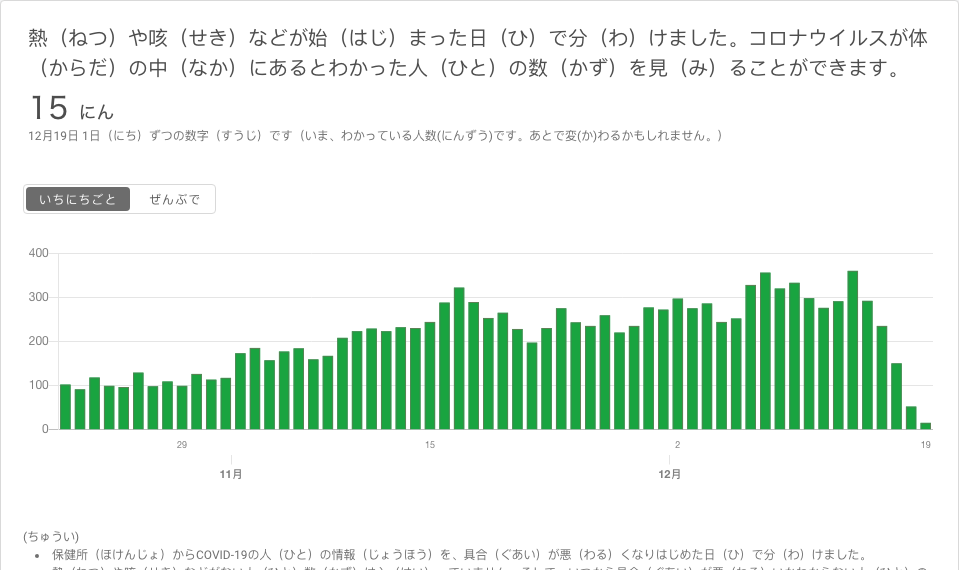 熱（ねつ）や咳（せき）などが始（はじ）まった日（ひ）で分（わ）けました。コロナウイルスが体
（からだ）の中（なか）にあるとわかった人（ひと）の数（かず）を見（み）ることができます。
15 にん
12月19日 1日（にち）ずつの数字（すうじ）です（いま、わかっている人数(にんずう)です。あとで変(か)わるかもしれません。）
いちにちごと ぜんぶで
400
300
200
100
0
29 15 2 19
11月 12月
(ちゅうい)
• 保健所（ほけんじょ）からCOVID-19の人（ひと）の情報（じょうほう）を、具合（ぐあい）が悪（わる）くなりはじめた日（ひ）で分（わ）けました。